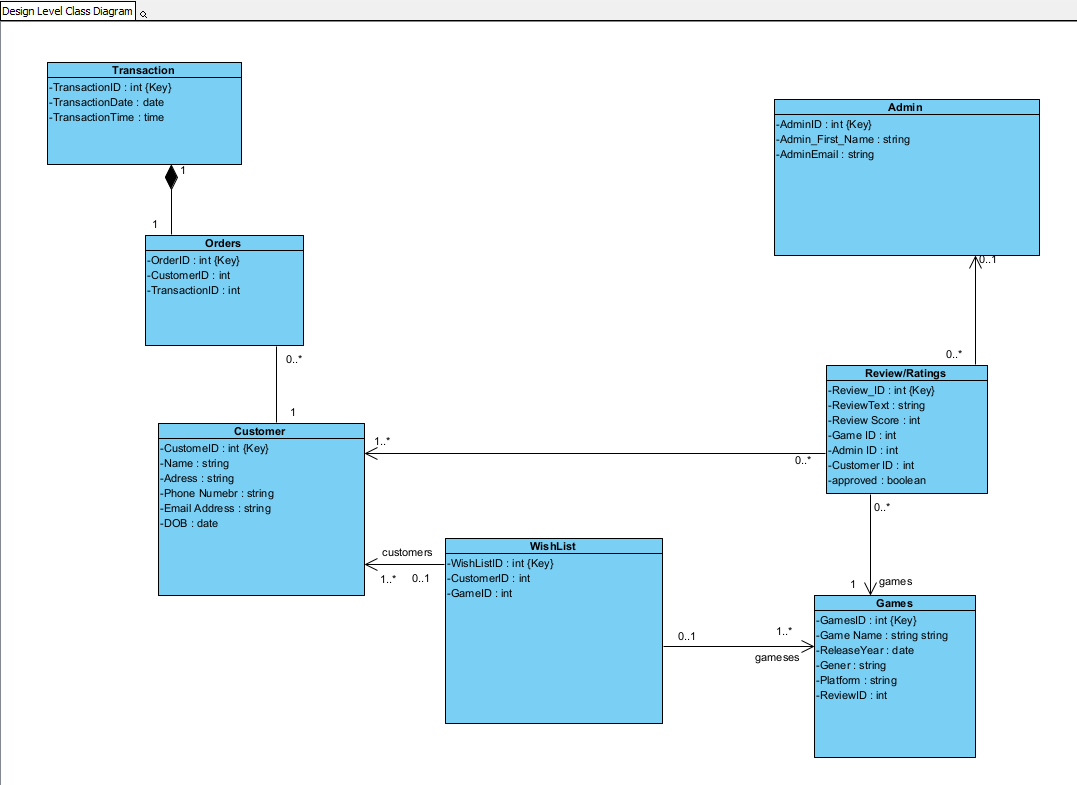 Design Level Class Diagram
Transaction
-TransactionID : int {Key}
-TransactionDate : date
-TransactionTime : time
1
1
Orders
-OrderID : int {Key}
-CustomerID : int
-TransactionID : int
0..*
1
Customer
-CustomeID : int {Key}
-Name : string
-Adress : string
-Phone Numebr : string
-Email Address : string
-DOB : date
1..*
0..*
customers
1..*
0..1
WishList
-WishListID : int {Key}
-CustomerID : int
-GameID : int
0..1
1..*
gameses
Admin
-AdminID : int {Key}
-Admin_First_Name : string
-AdminEmail : string
0..1
0..*
Review/Ratings
-Review_ID : int {Key}
-ReviewText : string
-Review Score : int
-Game ID : int
-Admin ID : int
-Customer ID : int
-approved : boolean
0..*
1
games
Games
-GamesID : int {Key}
-Game Name : string string
-ReleaseYear : date
-Gener : string
-Platform : string
-ReviewID : int